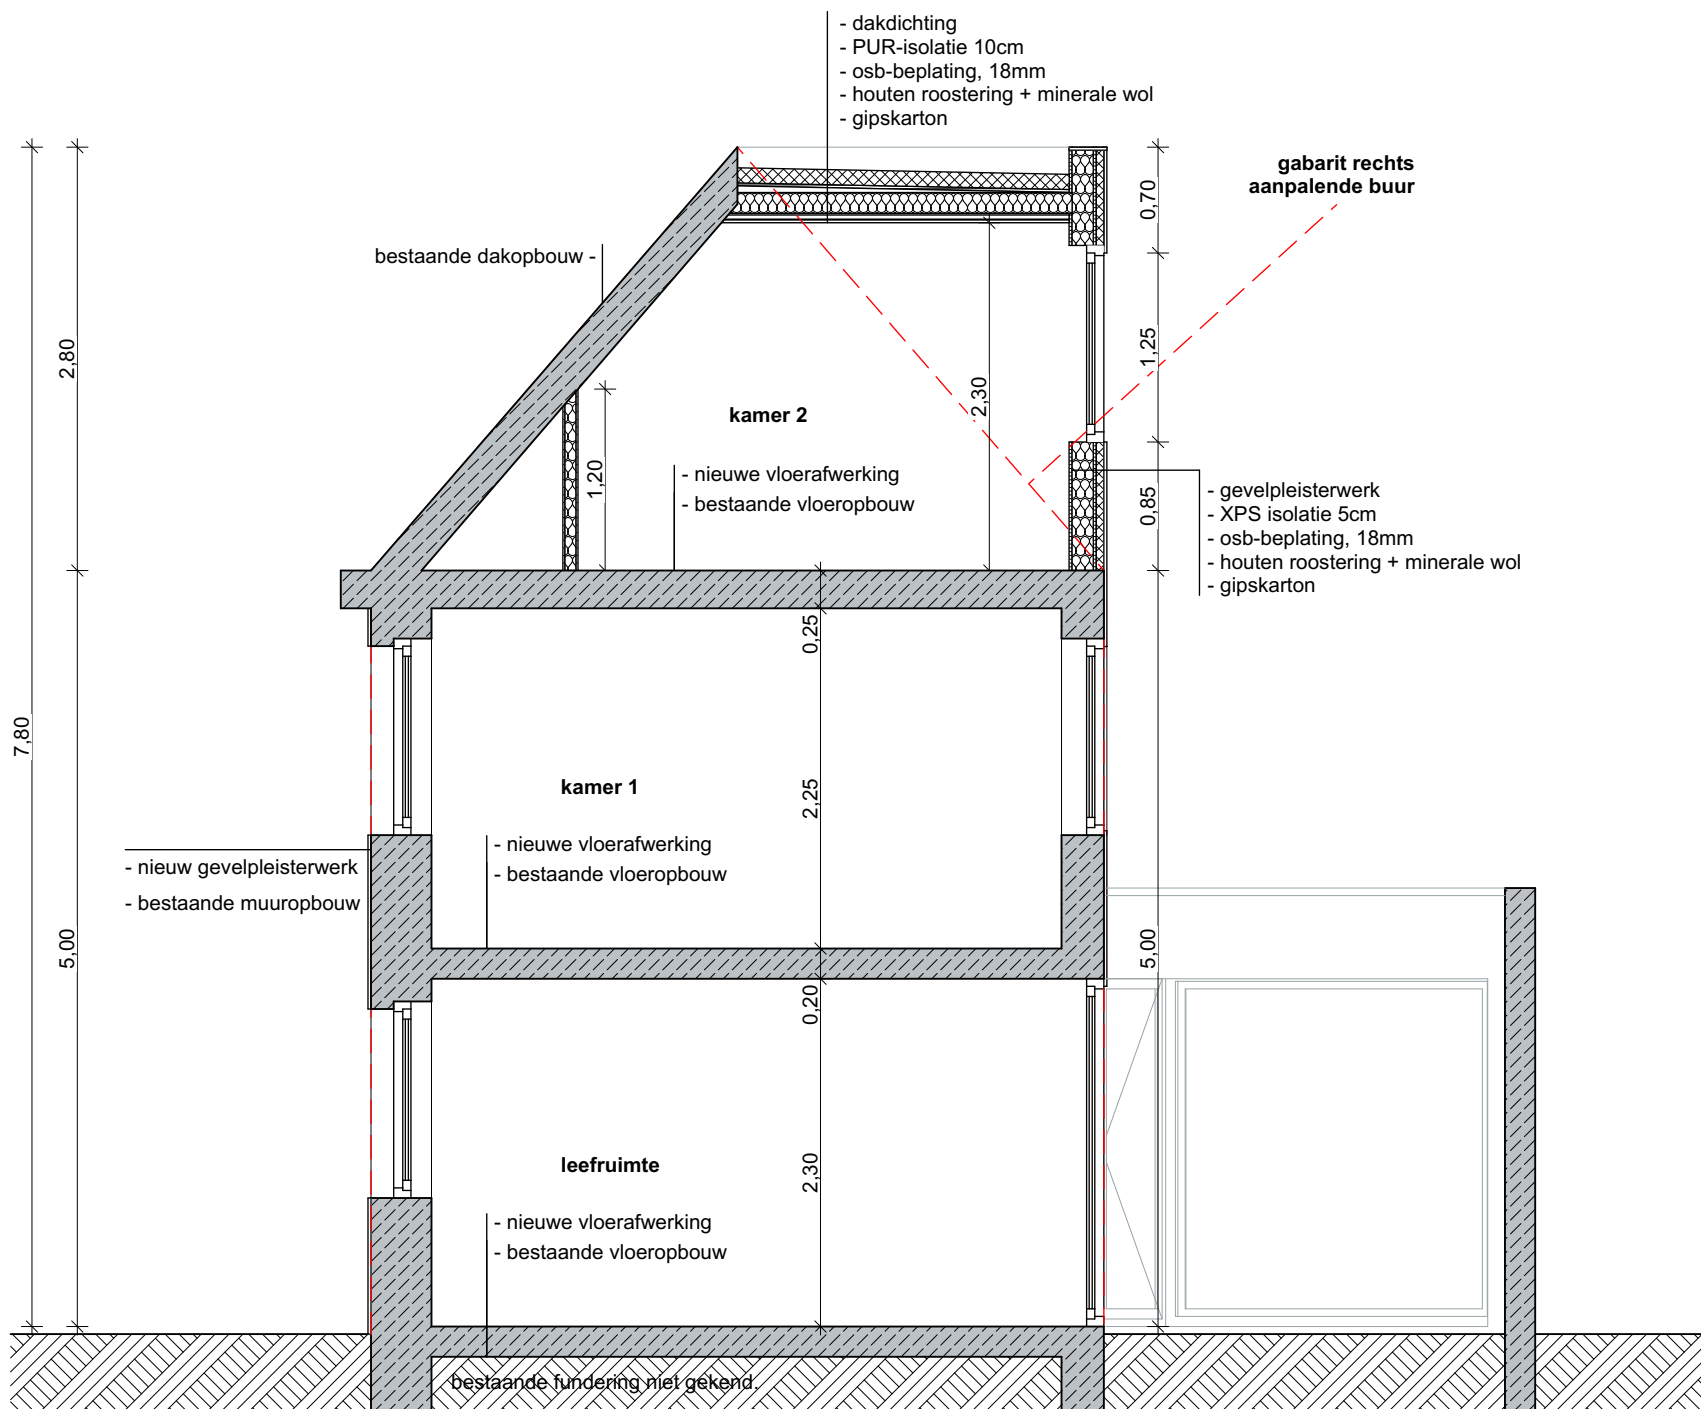 - dakdichting
- PUR-isolatie 10cm
- osb-beplating, 18mm
- houten roostering + minerale wol
- gipskarton
gabarit rechts
aanpalende buur
0,70
bestaande dakopbouw -
2,80
1,25
2,30
kamer 2
1,20
- nieuwe vloerafwerking
- bestaande vloeropbouw
0,85
- gevelpleisterwerk
- XPS isolatie 5cm
- osb-beplating, 18mm
- houten roostering + minerale wol
- gipskarton
0,25
7,80
kamer 1
2,25
- nieuwe vloerafwerking
- bestaande vloeropbouw
- nieuw gevelpleisterwerk
- bestaande muuropbouw
5,00
5,00
0,20
leefruimte
2,30
- nieuwe vloerafwerking
- bestaande vloeropbouw
bestaande fundering niet gekend.